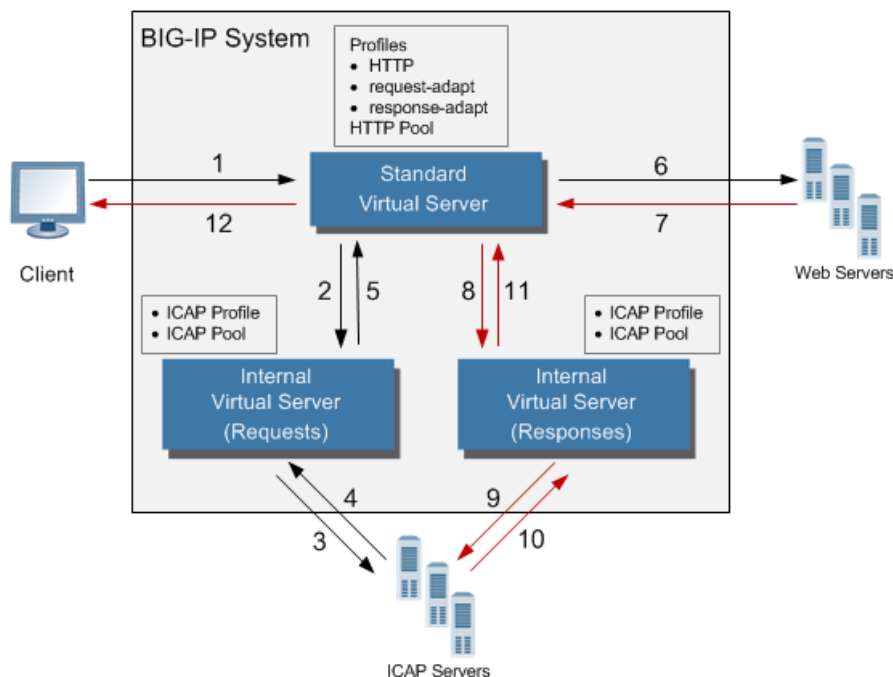 BIG-IP System
Profiles
• HTTP
• request-adapt
• response-adapt
HTTP Pool
1
Standard
Virtual Server
6
12
7
Client
Web Servers
2
5
8
11
• ICAP Profile
• ICAP Pool
• ICAP Profile
• ICAP Pool
Internal
Virtual Server
(Requests)
Internal
Virtual Server
(Responses)
4
9
3
10
ICAP Servers